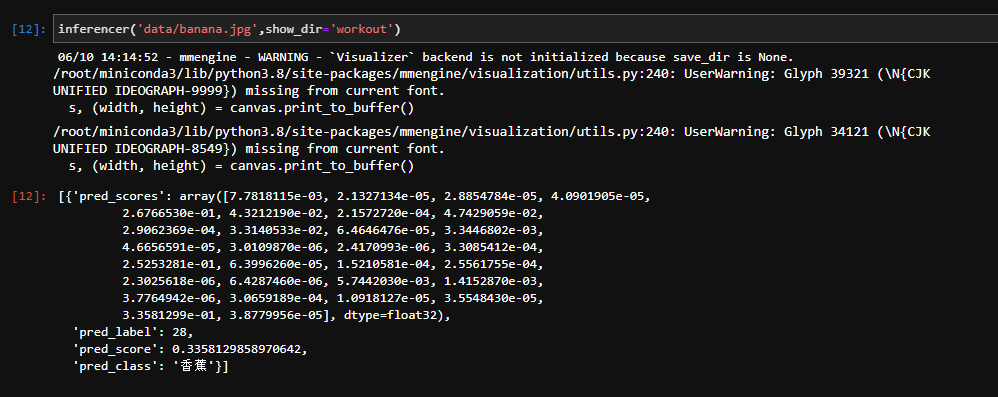 [12]: inferencer('data/banana.jpg',show_dir='workout')
06/10 14:14:52 - mmengine - WARNING - `Visualizer` backend is not initialized because save_dir is None.
/root/miniconda3/lib/python3.8/site-packages/mmengine/visualization/utils.py:240: UserWarning: Glyph 39321 (\N{CJK
UNIFIED IDEOGRAPH-9999}) missing from current font.
s, (width, height) = canvas.print_to_buffer()
/root/miniconda3/lib/python3.8/site-packages/mmengine/visualization/utils.py:240: UserWarning: Glyph 34121 (\N{CJK
UNIFIED IDEOGRAPH-8549}) missing from current font.
s, (width, height) = canvas.print_to_buffer()
[12]: [{'pred_scores': array([7.7818115e-03, 2.1327134e-05, 2.8854784e-05, 4.0901905e-05,
2.6766530e-01, 4.3212190e-02, 2.1572720e-04, 4.7429059e-02,
2.9062369e-04, 3.3140533e-02, 6.4646476e-05, 3.3446802e-03,
4.6656591e-05, 3.0109870e-06, 2.4170993e-06, 3.3085412e-04,
2.5253281e-01, 6.3996260e-05, 1.5210581e-04, 2.5561755e-04,
2.3025618e-06, 6.4287460e-06, 5.7442030e-03, 1.4152870e-03,
3.7764942e-06, 3.0659189e-04, 1.0918127e-05, 3.5548430e-05,
3.3581299e-01, 3.8779956e-05], dtype=float32),
'pred_label': 28,
'pred_score': 0.3358129858970642,
'pred_class': '香蕉'}]